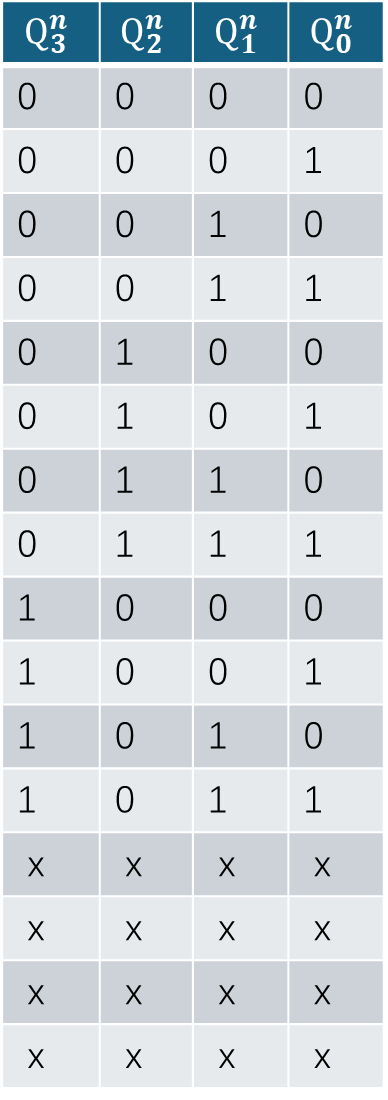 Q₃ⁿ Q₂ⁿ Q₁ⁿ Q₀ⁿ
0 0 0 0
0 0 0 1
0 0 1 0
0 0 1 1
0 1 0 0
0 1 0 1
0 1 1 0
0 1 1 1
1 0 0 0
1 0 0 1
1 0 1 0
1 0 1 1
x x x x
x x x x
x x x x
x x x x